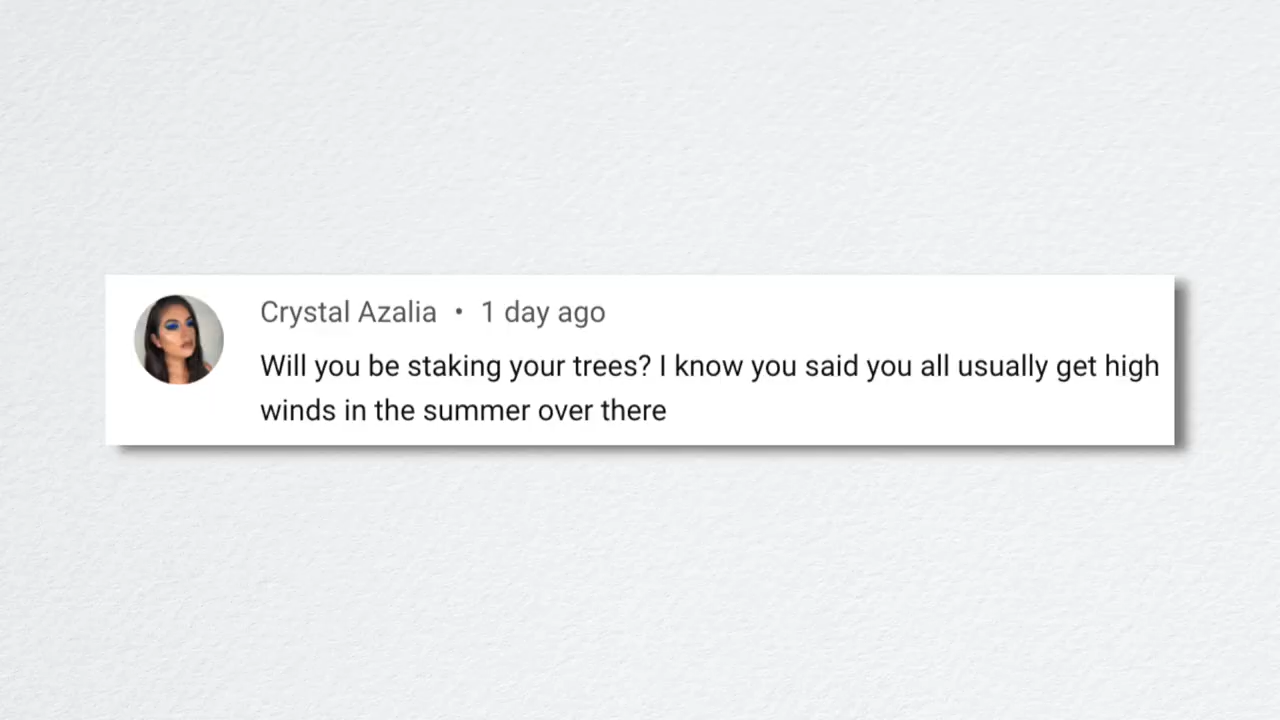 Crystal Azalia • 1 day ago
Will you be staking your trees? I know you said you all usually get high
winds in the summer over there